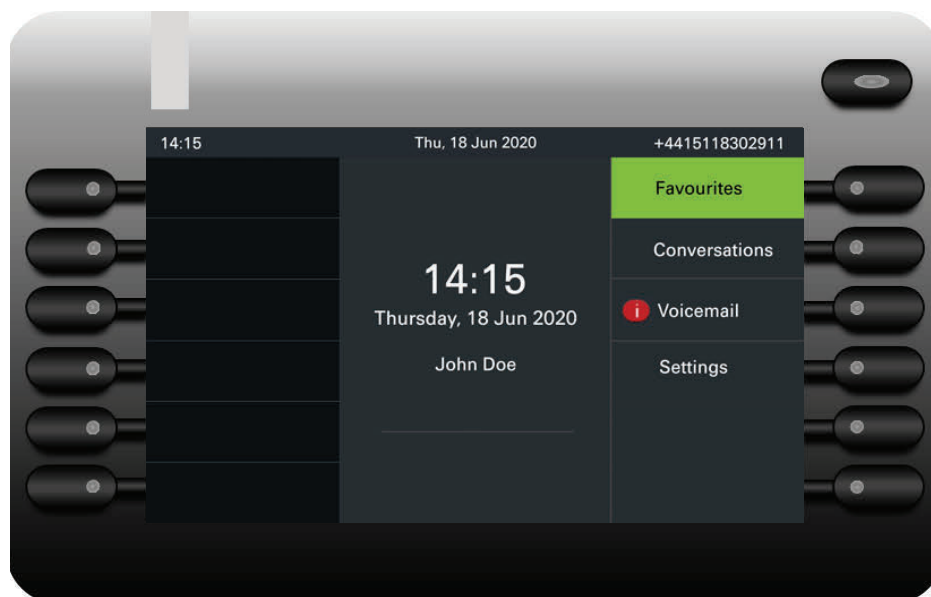 14:15
Thu, 18 Jun 2020
+4415118302911
Favourites
Conversations
14:15
Thursday, 18 Jun 2020
i Voicemail
John Doe
Settings